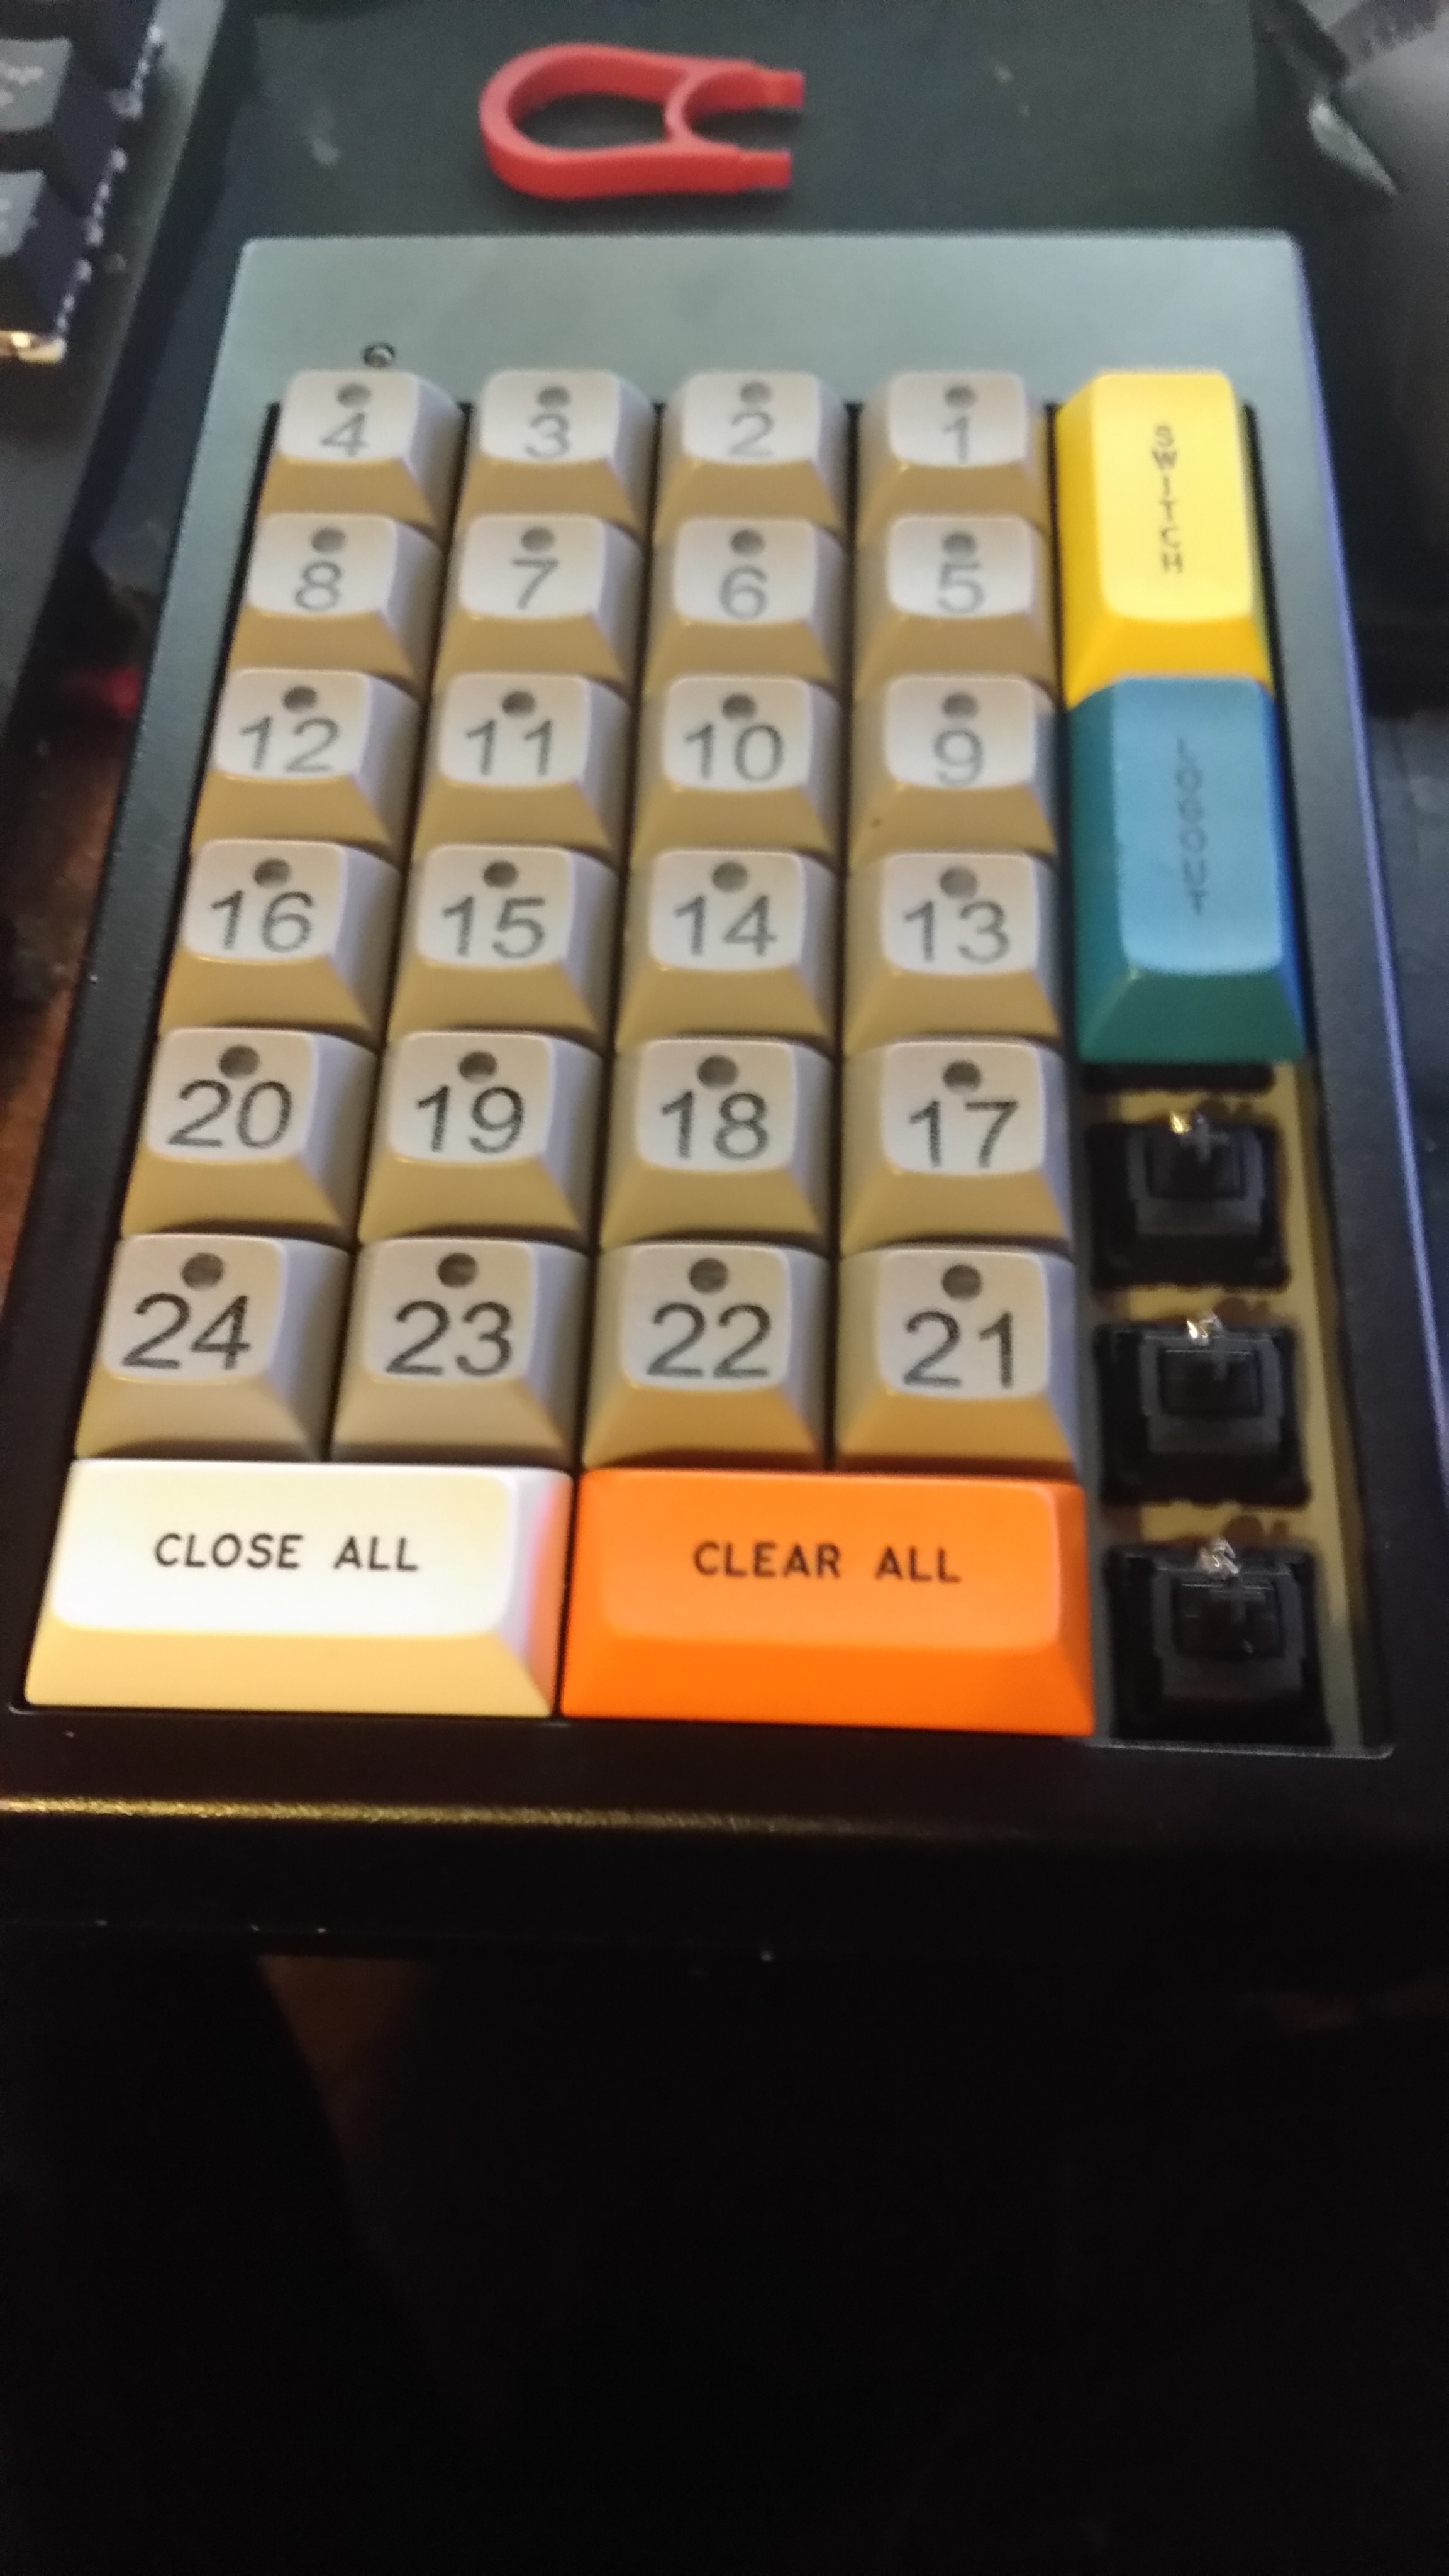 4 3 2 1
SWITCH
8 7 6 5
12 11 10 9
LOGOUT
16 15 14 13
20 19 18 17
24 23 22 21
CLOSE ALL
CLEAR ALL